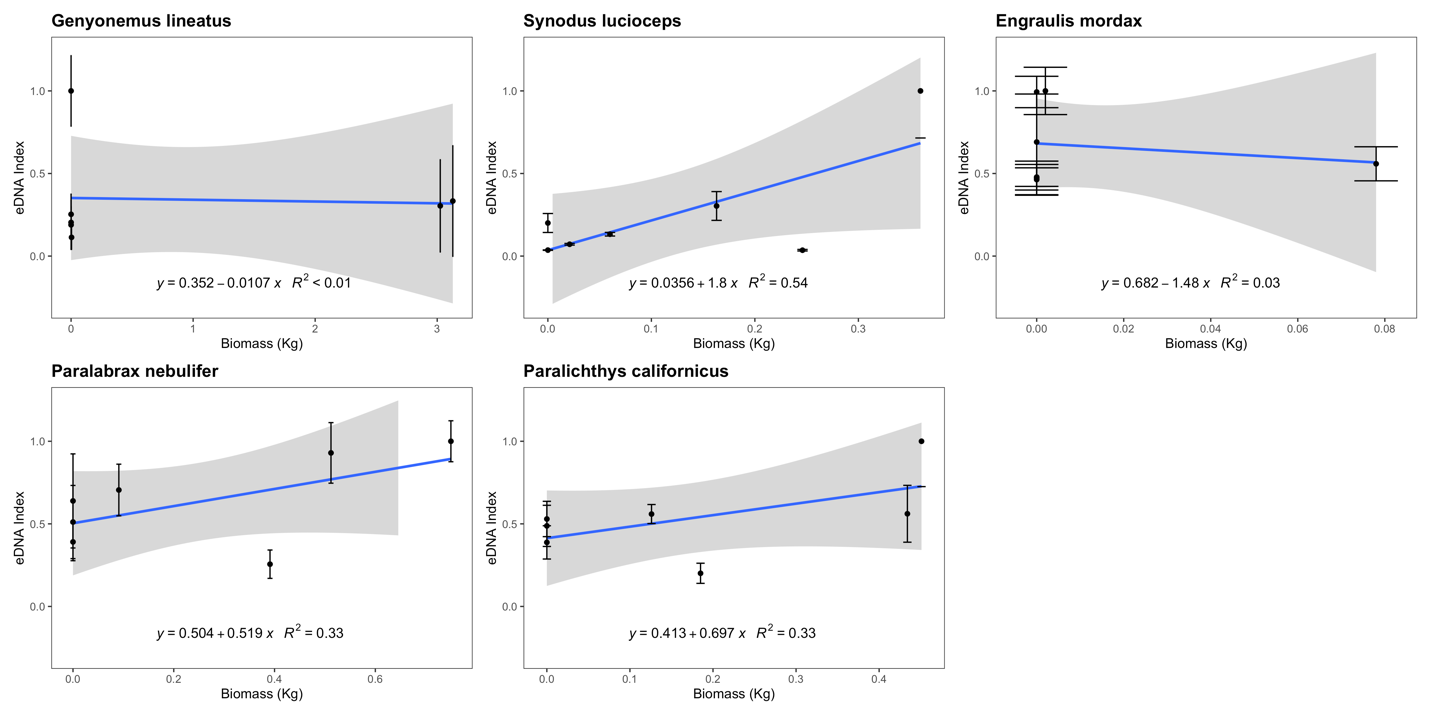 Genyonemus lineatus
eDNA Index
1.0
0.5
0.0
y = 0.352 − 0.0107 x R² < 0.01
0 1 2 3
Biomass (Kg)
Synodus lucioceps
eDNA Index
1.0
0.5
0.0
y = 0.0356 + 1.8 x R² = 0.54
0.0 0.1 0.2 0.3
Biomass (Kg)
Engraulis mordax
eDNA Index
1.0
0.5
0.0
y = 0.682 − 1.48 x R² = 0.03
0.00 0.02 0.04 0.06 0.08
Biomass (Kg)
Paralabrax nebulifer
eDNA Index
1.0
0.5
0.0
y = 0.504 + 0.519 x R² = 0.33
0.0 0.2 0.4 0.6
Biomass (Kg)
Paralichthys californicus
eDNA Index
1.0
0.5
0.0
y = 0.413 + 0.697 x R² = 0.33
0.0 0.1 0.2 0.3 0.4
Biomass (Kg)